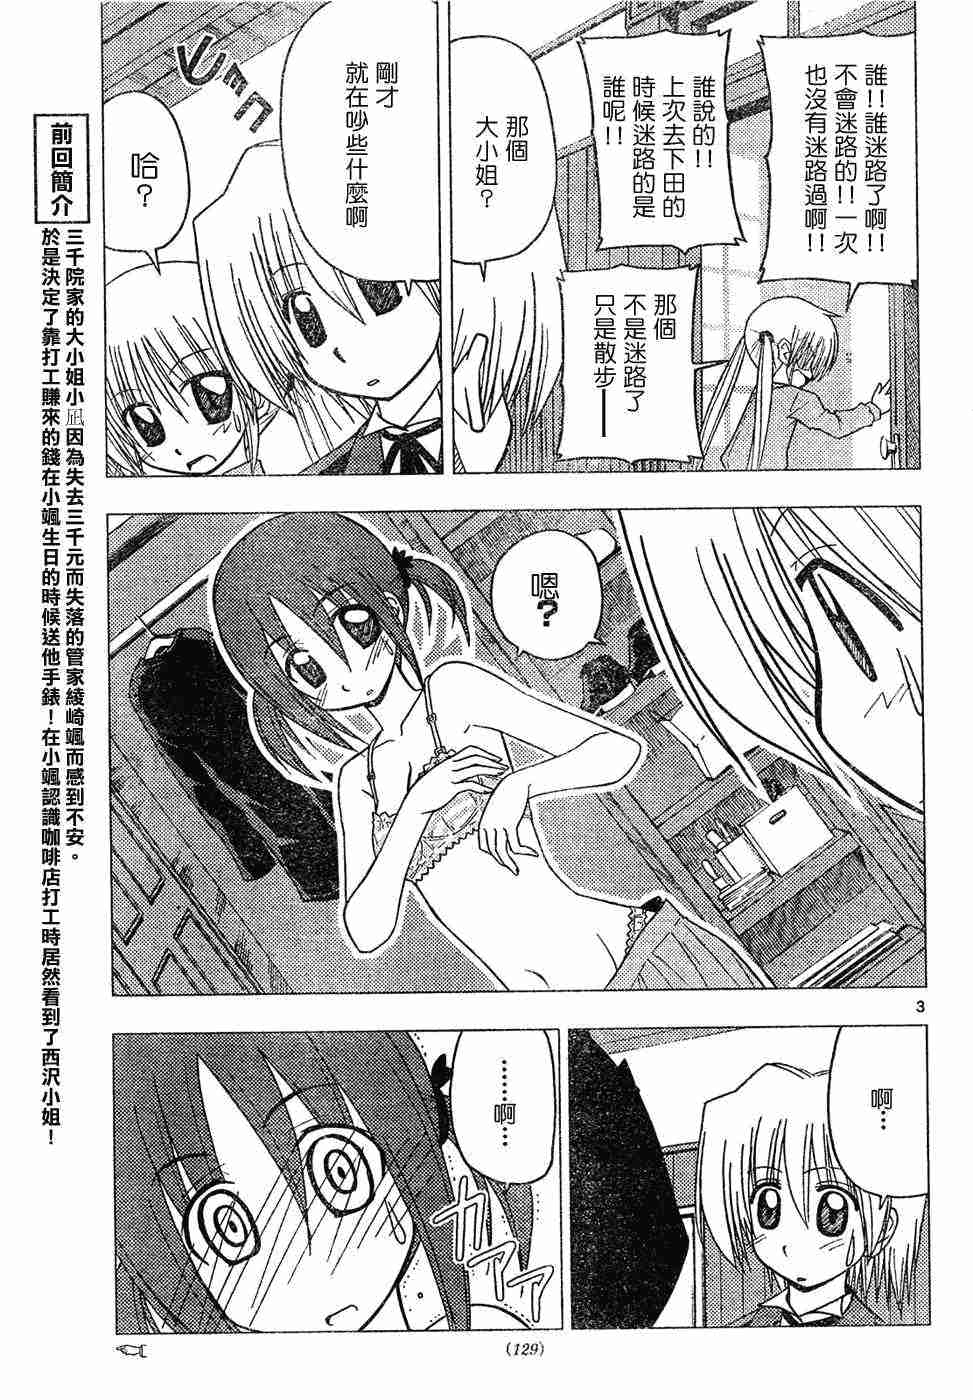 誰!!誰迷路了啊!!
不會迷路的!!一次
也沒有迷路過啊!!
誰說的!!
上次去下田的
時候迷路的是
誰呢!!
那個
不是迷路了
只是散步——
那個
大小姐?
剛才
就在吵些什麼啊
哈?
前回簡介
三千院家的大小姐小凪因為失去三千元而失落的管家綾崎颯而感到不安。
於是決定了靠打工賺來的錢在小颯生日的時候送他手錶！在小颯認識咖啡店打工時居然看到了西沢小姐！
嗯?
3
啊…
……啊……
カァァァ
(129)